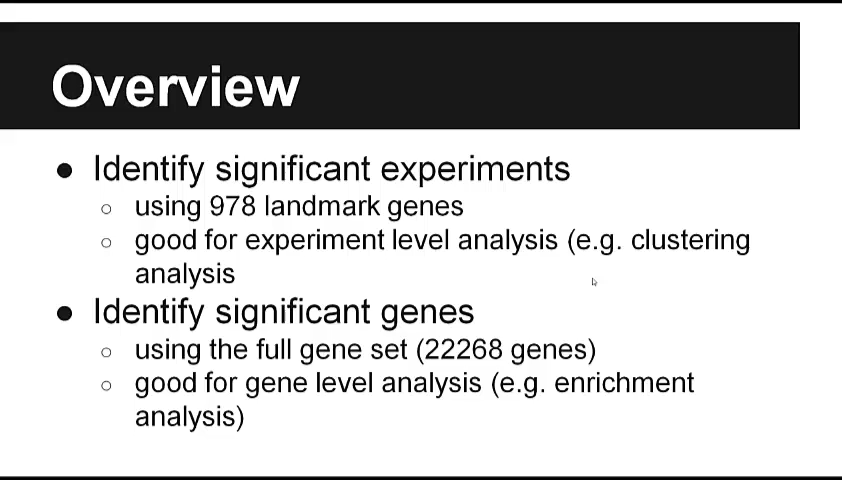 Overview
● Identify significant experiments
○ using 978 landmark genes
○ good for experiment level analysis (e.g. clustering
analysis
● Identify significant genes
○ using the full gene set (22268 genes)
○ good for gene level analysis (e.g. enrichment
analysis)